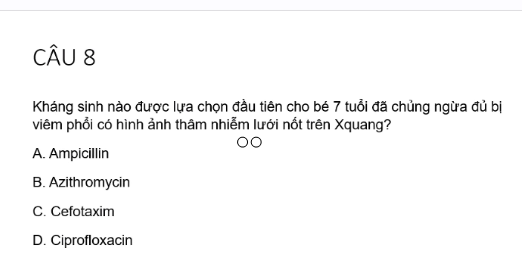 CÂU 8
Kháng sinh nào được lựa chọn đầu tiên cho bé 7 tuổi đã chủng ngừa đủ bị
viêm phổi có hình ảnh thâm nhiễm lưới nốt trên Xquang?
A. Ampicillin
B. Azithromycin
C. Cefotaxim
D. Ciprofloxacin